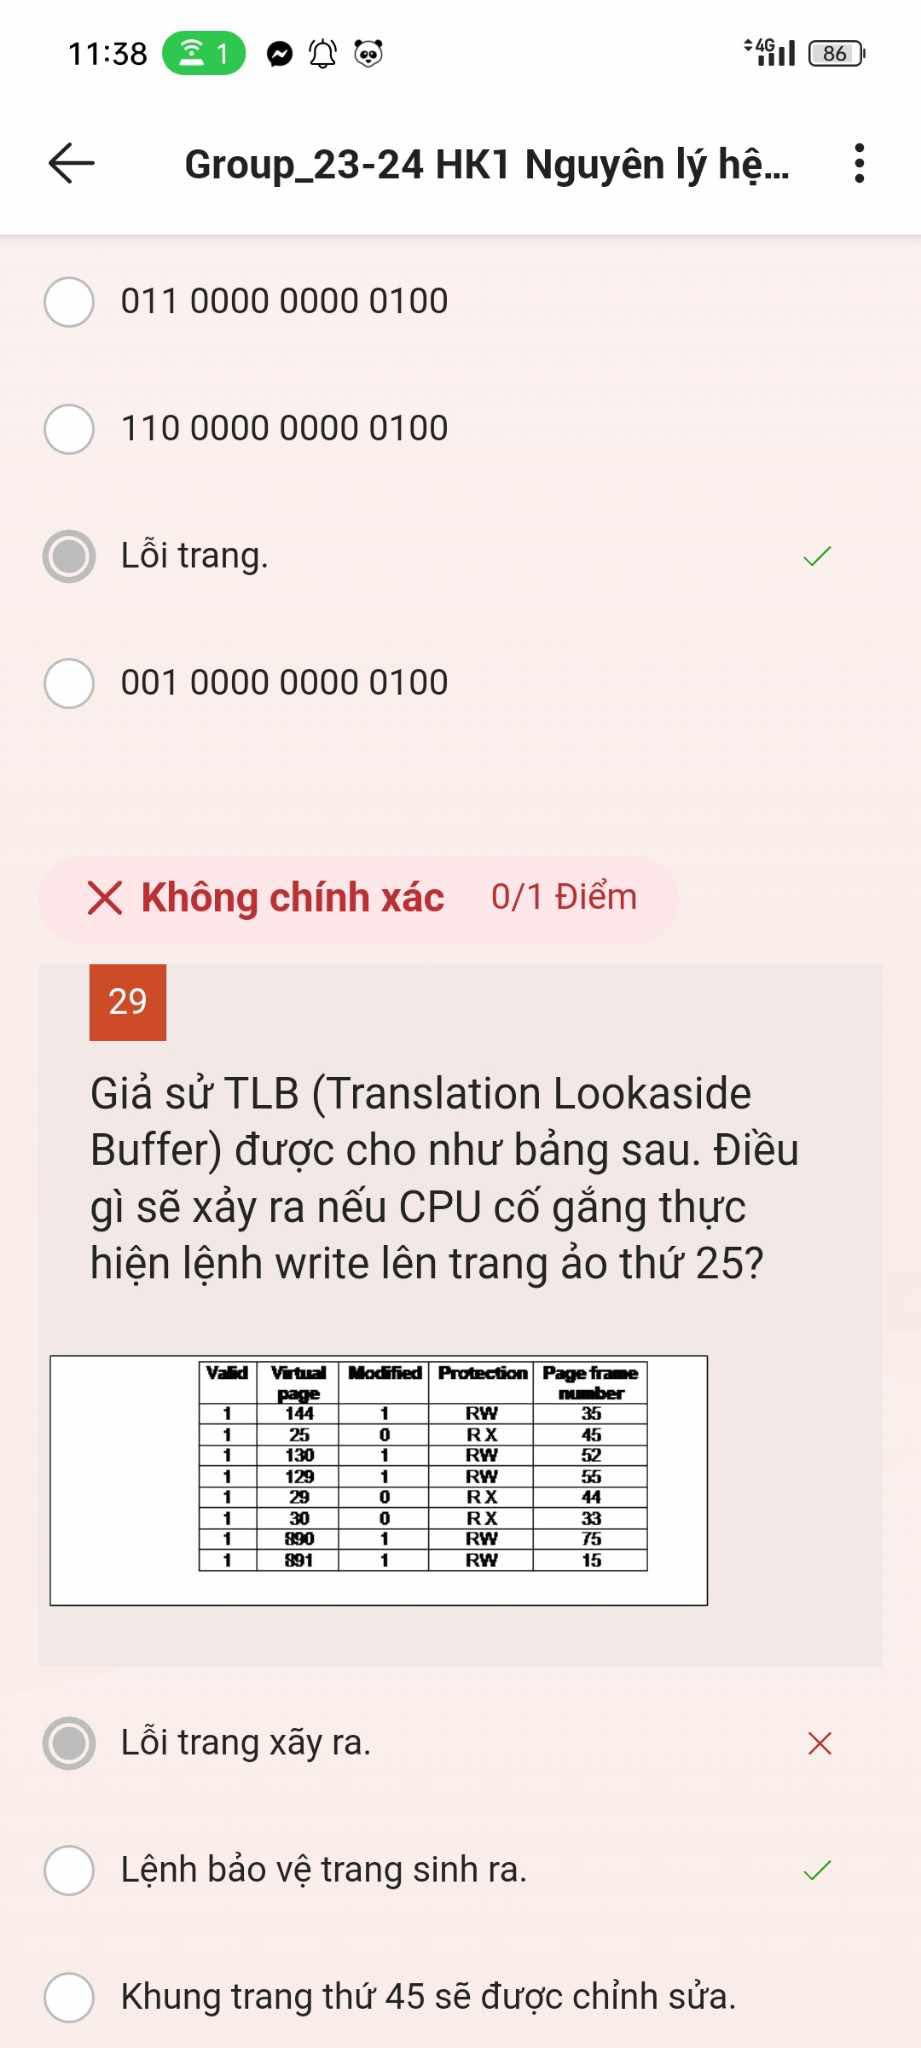 11:38 1 4G 86
Group_23-24 HK1 Nguyên lý hệ...
011 0000 0000 0100
110 0000 0000 0100
Lỗi trang.
001 0000 0000 0100
Không chính xác 0/1 Điểm
29
Giả sử TLB (Translation Lookaside
Buffer) được cho như bảng sau. Điều
gì sẽ xảy ra nếu CPU cố gắng thực
hiện lệnh write lên trang ảo thứ 25?
Valid Virtual page Modified Protection Page frame number
1 144 1 RW 35
1 25 0 R X 45
1 130 1 RW 52
1 129 1 RW 55
1 29 0 R X 44
1 30 0 R X 33
1 890 1 RW 75
1 891 1 RW 15
Lỗi trang xãy ra.
Lệnh bảo vệ trang sinh ra.
Khung trang thứ 45 sẽ được chỉnh sửa.